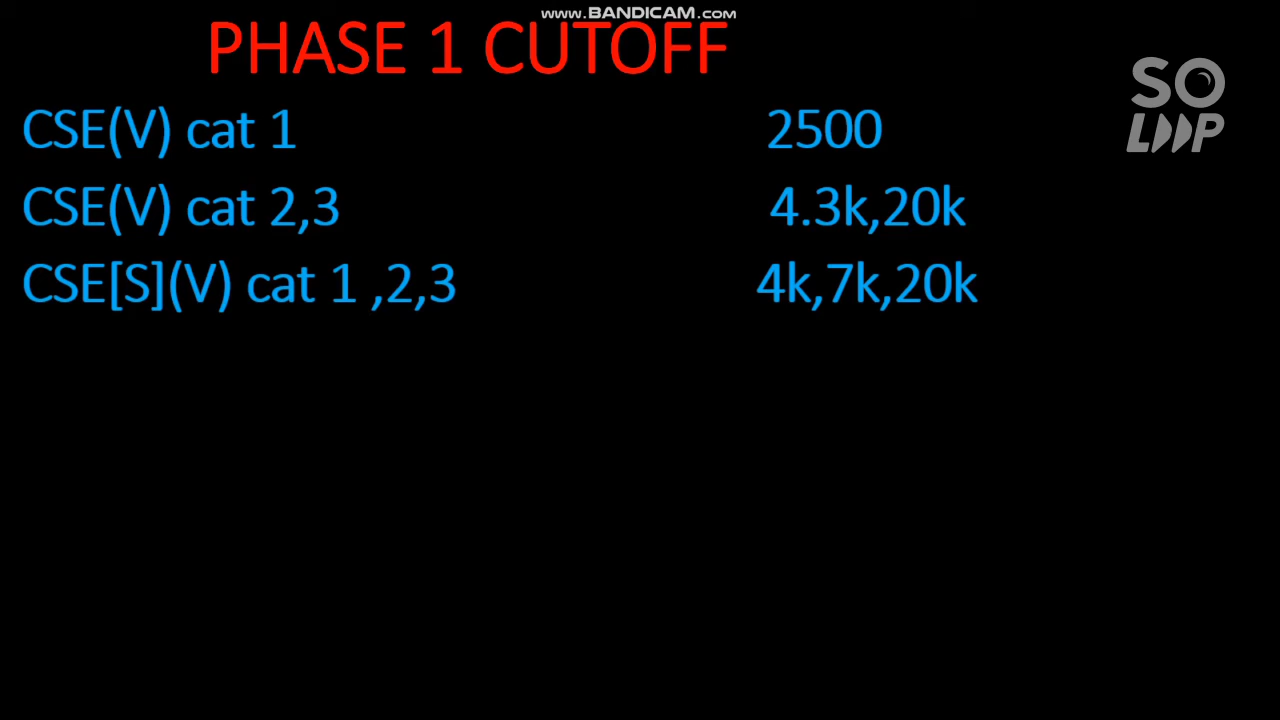 www.BANDICAM.com
PHASE 1 CUTOFF
SO
LOOP
CSE(V) cat 1 2500
CSE(V) cat 2,3 4.3k,20k
CSE[S](V) cat 1 ,2,3 4k,7k,20k